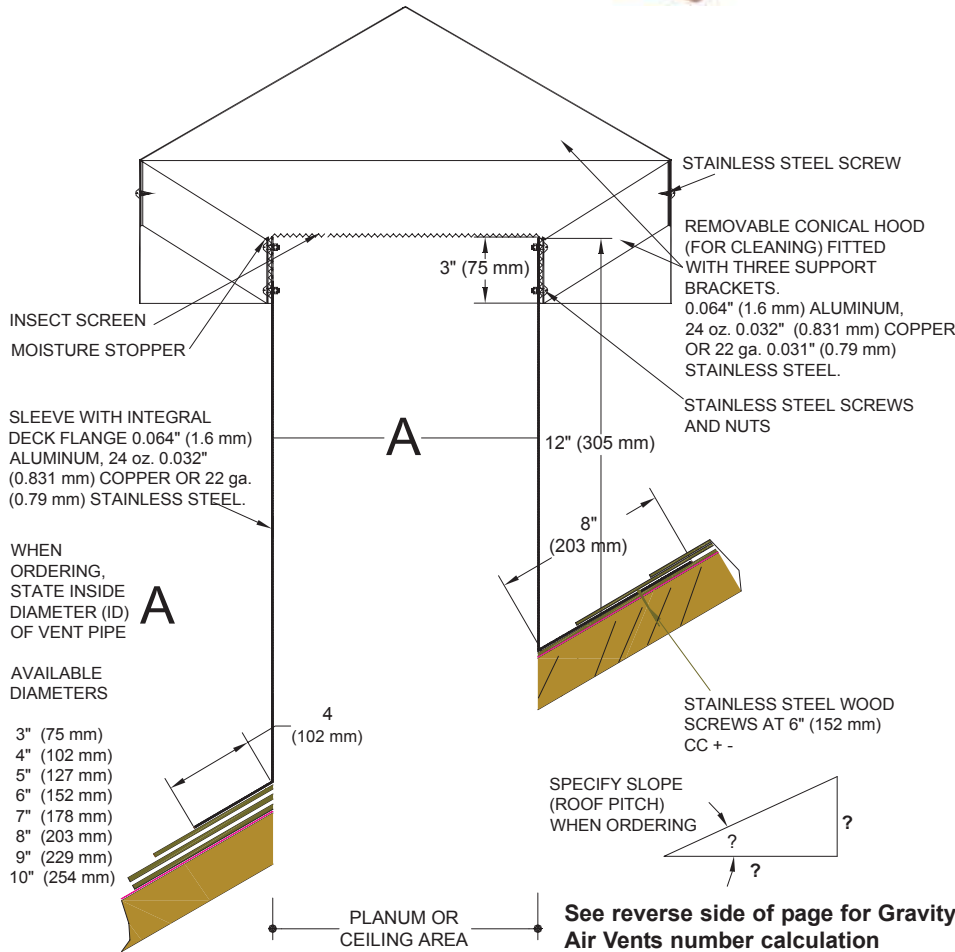 STAINLESS STEEL SCREW
REMOVABLE CONICAL HOOD
(FOR CLEANING) FITTED
WITH THREE SUPPORT
BRACKETS.
0.064" (1.6 mm) ALUMINUM,
24 oz. 0.032" (0.831 mm) COPPER
OR 22 ga. 0.031" (0.79 mm)
STAINLESS STEEL.
3" (75 mm)
INSECT SCREEN
MOISTURE STOPPER
STAINLESS STEEL SCREWS
AND NUTS
SLEEVE WITH INTEGRAL
DECK FLANGE 0.064" (1.6 mm)
ALUMINUM, 24 oz. 0.032"
(0.831 mm) COPPER OR 22 ga.
(0.79 mm) STAINLESS STEEL.
A
12" (305 mm)
8"
(203 mm)
WHEN
ORDERING,
STATE INSIDE
DIAMETER (ID)
OF VENT PIPE
A
AVAILABLE
DIAMETERS
3" (75 mm)
4" (102 mm)
5" (127 mm)
6" (152 mm)
7" (178 mm)
8" (203 mm)
9" (229 mm)
10" (254 mm)
4
(102 mm)
STAINLESS STEEL WOOD
SCREWS AT 6" (152 mm)
CC + -
SPECIFY SLOPE
(ROOF PITCH)
WHEN ORDERING
?
?
?
PLANUM OR
CEILING AREA
See reverse side of page for Gravity
Air Vents number calculation